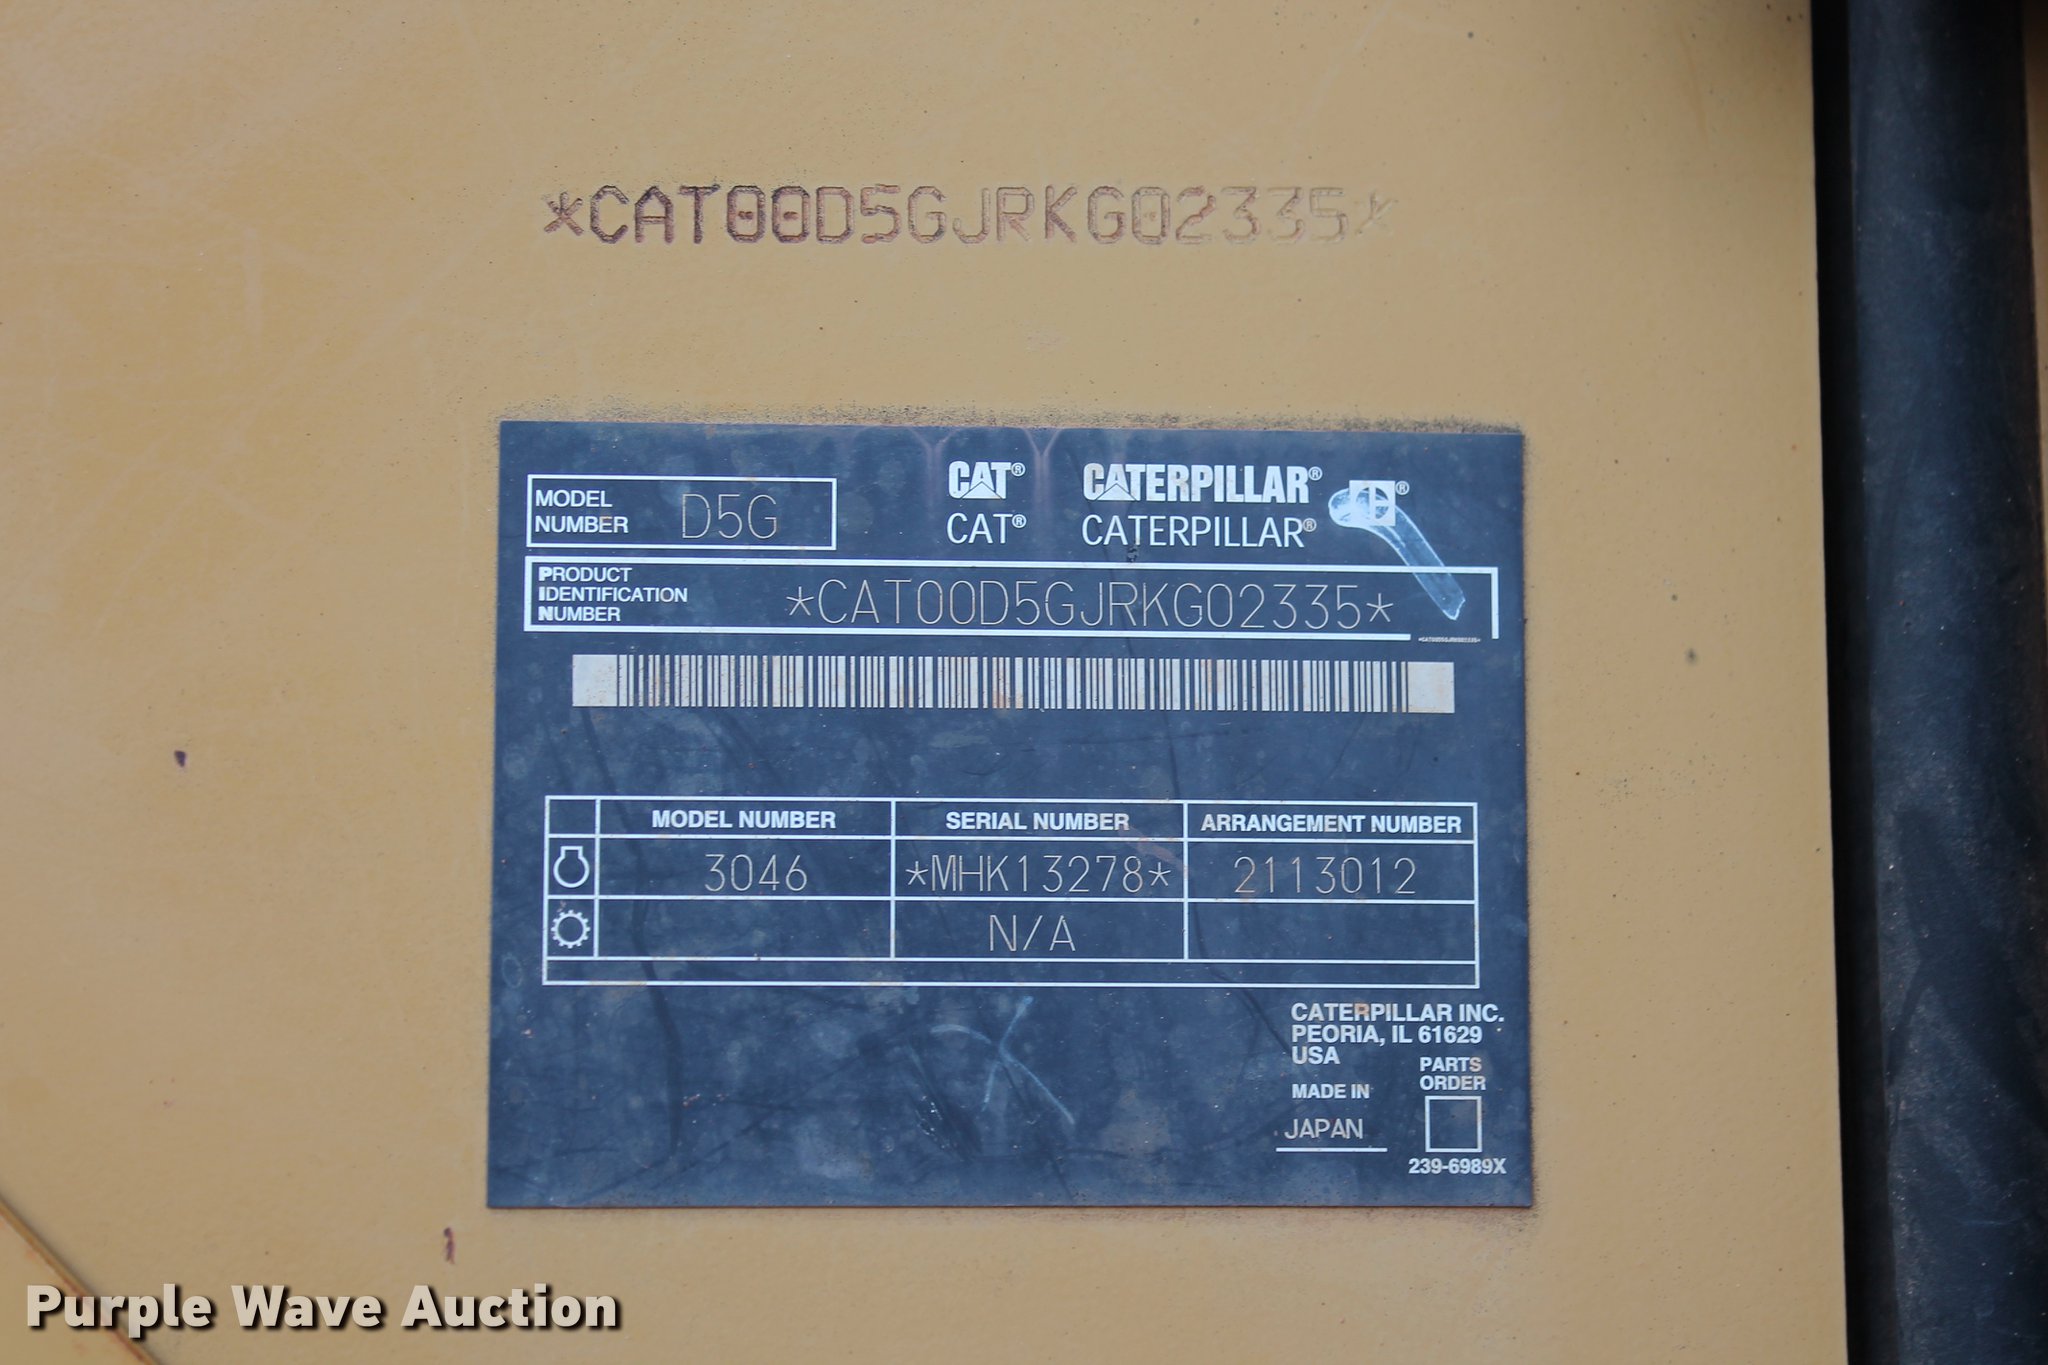 *CAT00D5GJRKG02335*
CAT® CATERPILLAR® ®
CAT® CATERPILLAR®
MODEL
NUMBER D5G
PRODUCT
IDENTIFICATION
NUMBER
*CAT00D5GJRKG02335*
*CAT00D5GJRKG02335*
MODEL NUMBER SERIAL NUMBER ARRANGEMENT NUMBER
3046 *MHK13278* 2113012
N/A
CATERPILLAR INC.
PEORIA, IL 61629
USA
PARTS
ORDER
MADE IN
JAPAN
239-6989X
Purple Wave Auction